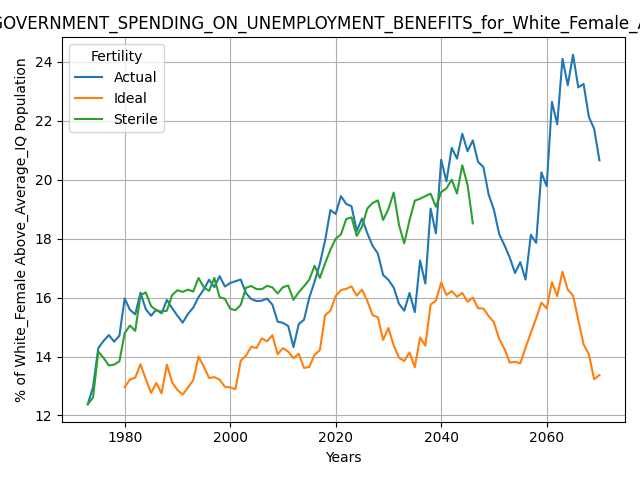 GOVERNMENT_SPENDING_ON_UNEMPLOYMENT_BENEFITS_for_White_Female_A
Fertility
Actual
Ideal
Sterile
% of White_Female Above_Average_IQ Population
24
22
20
18
16
14
12
1980 2000 2020 2040 2060
Years